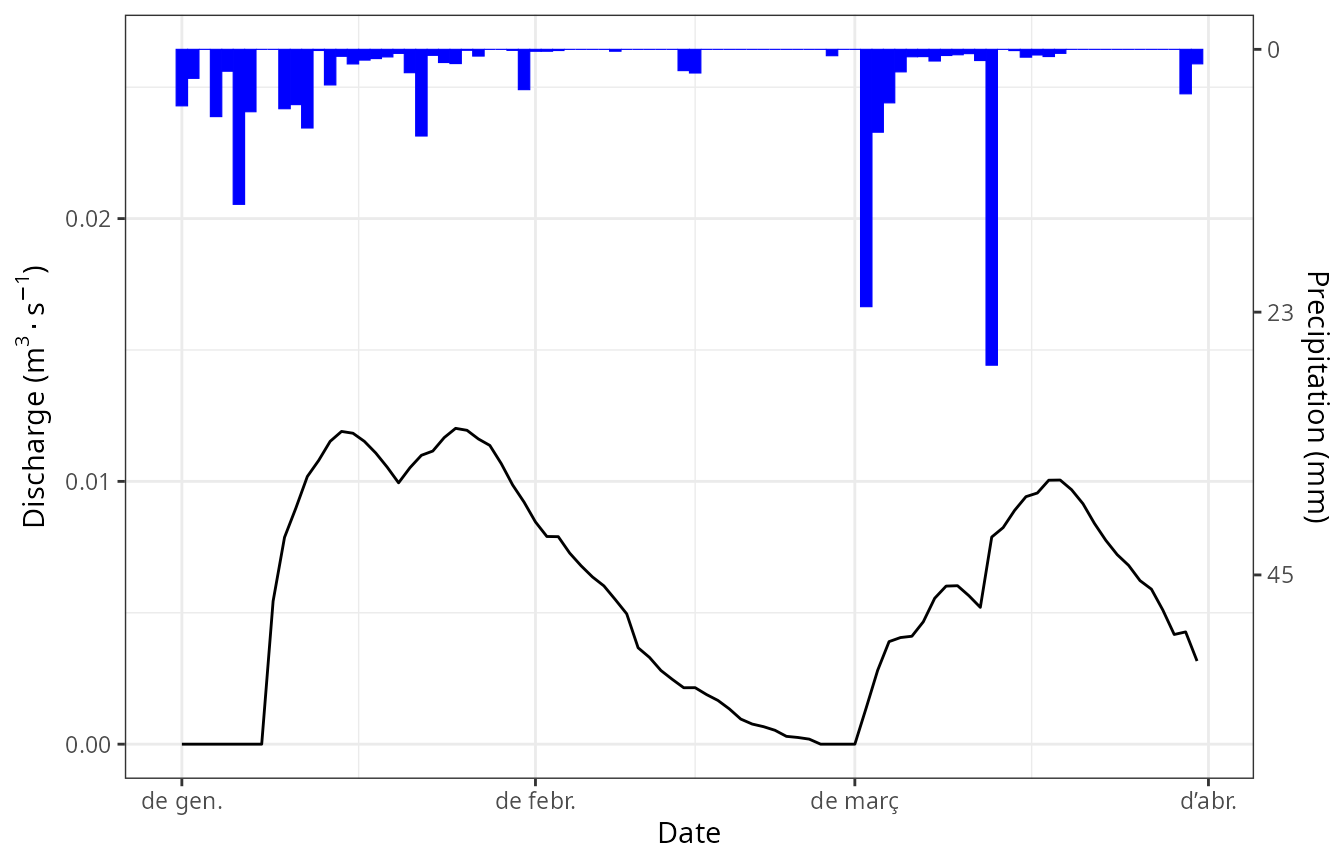 Discharge (m³ · s⁻¹)
0.02
0.01
0.00
0
23
45
Precipitation (mm)
de gen.
de febr.
de març
d’abr.
Date